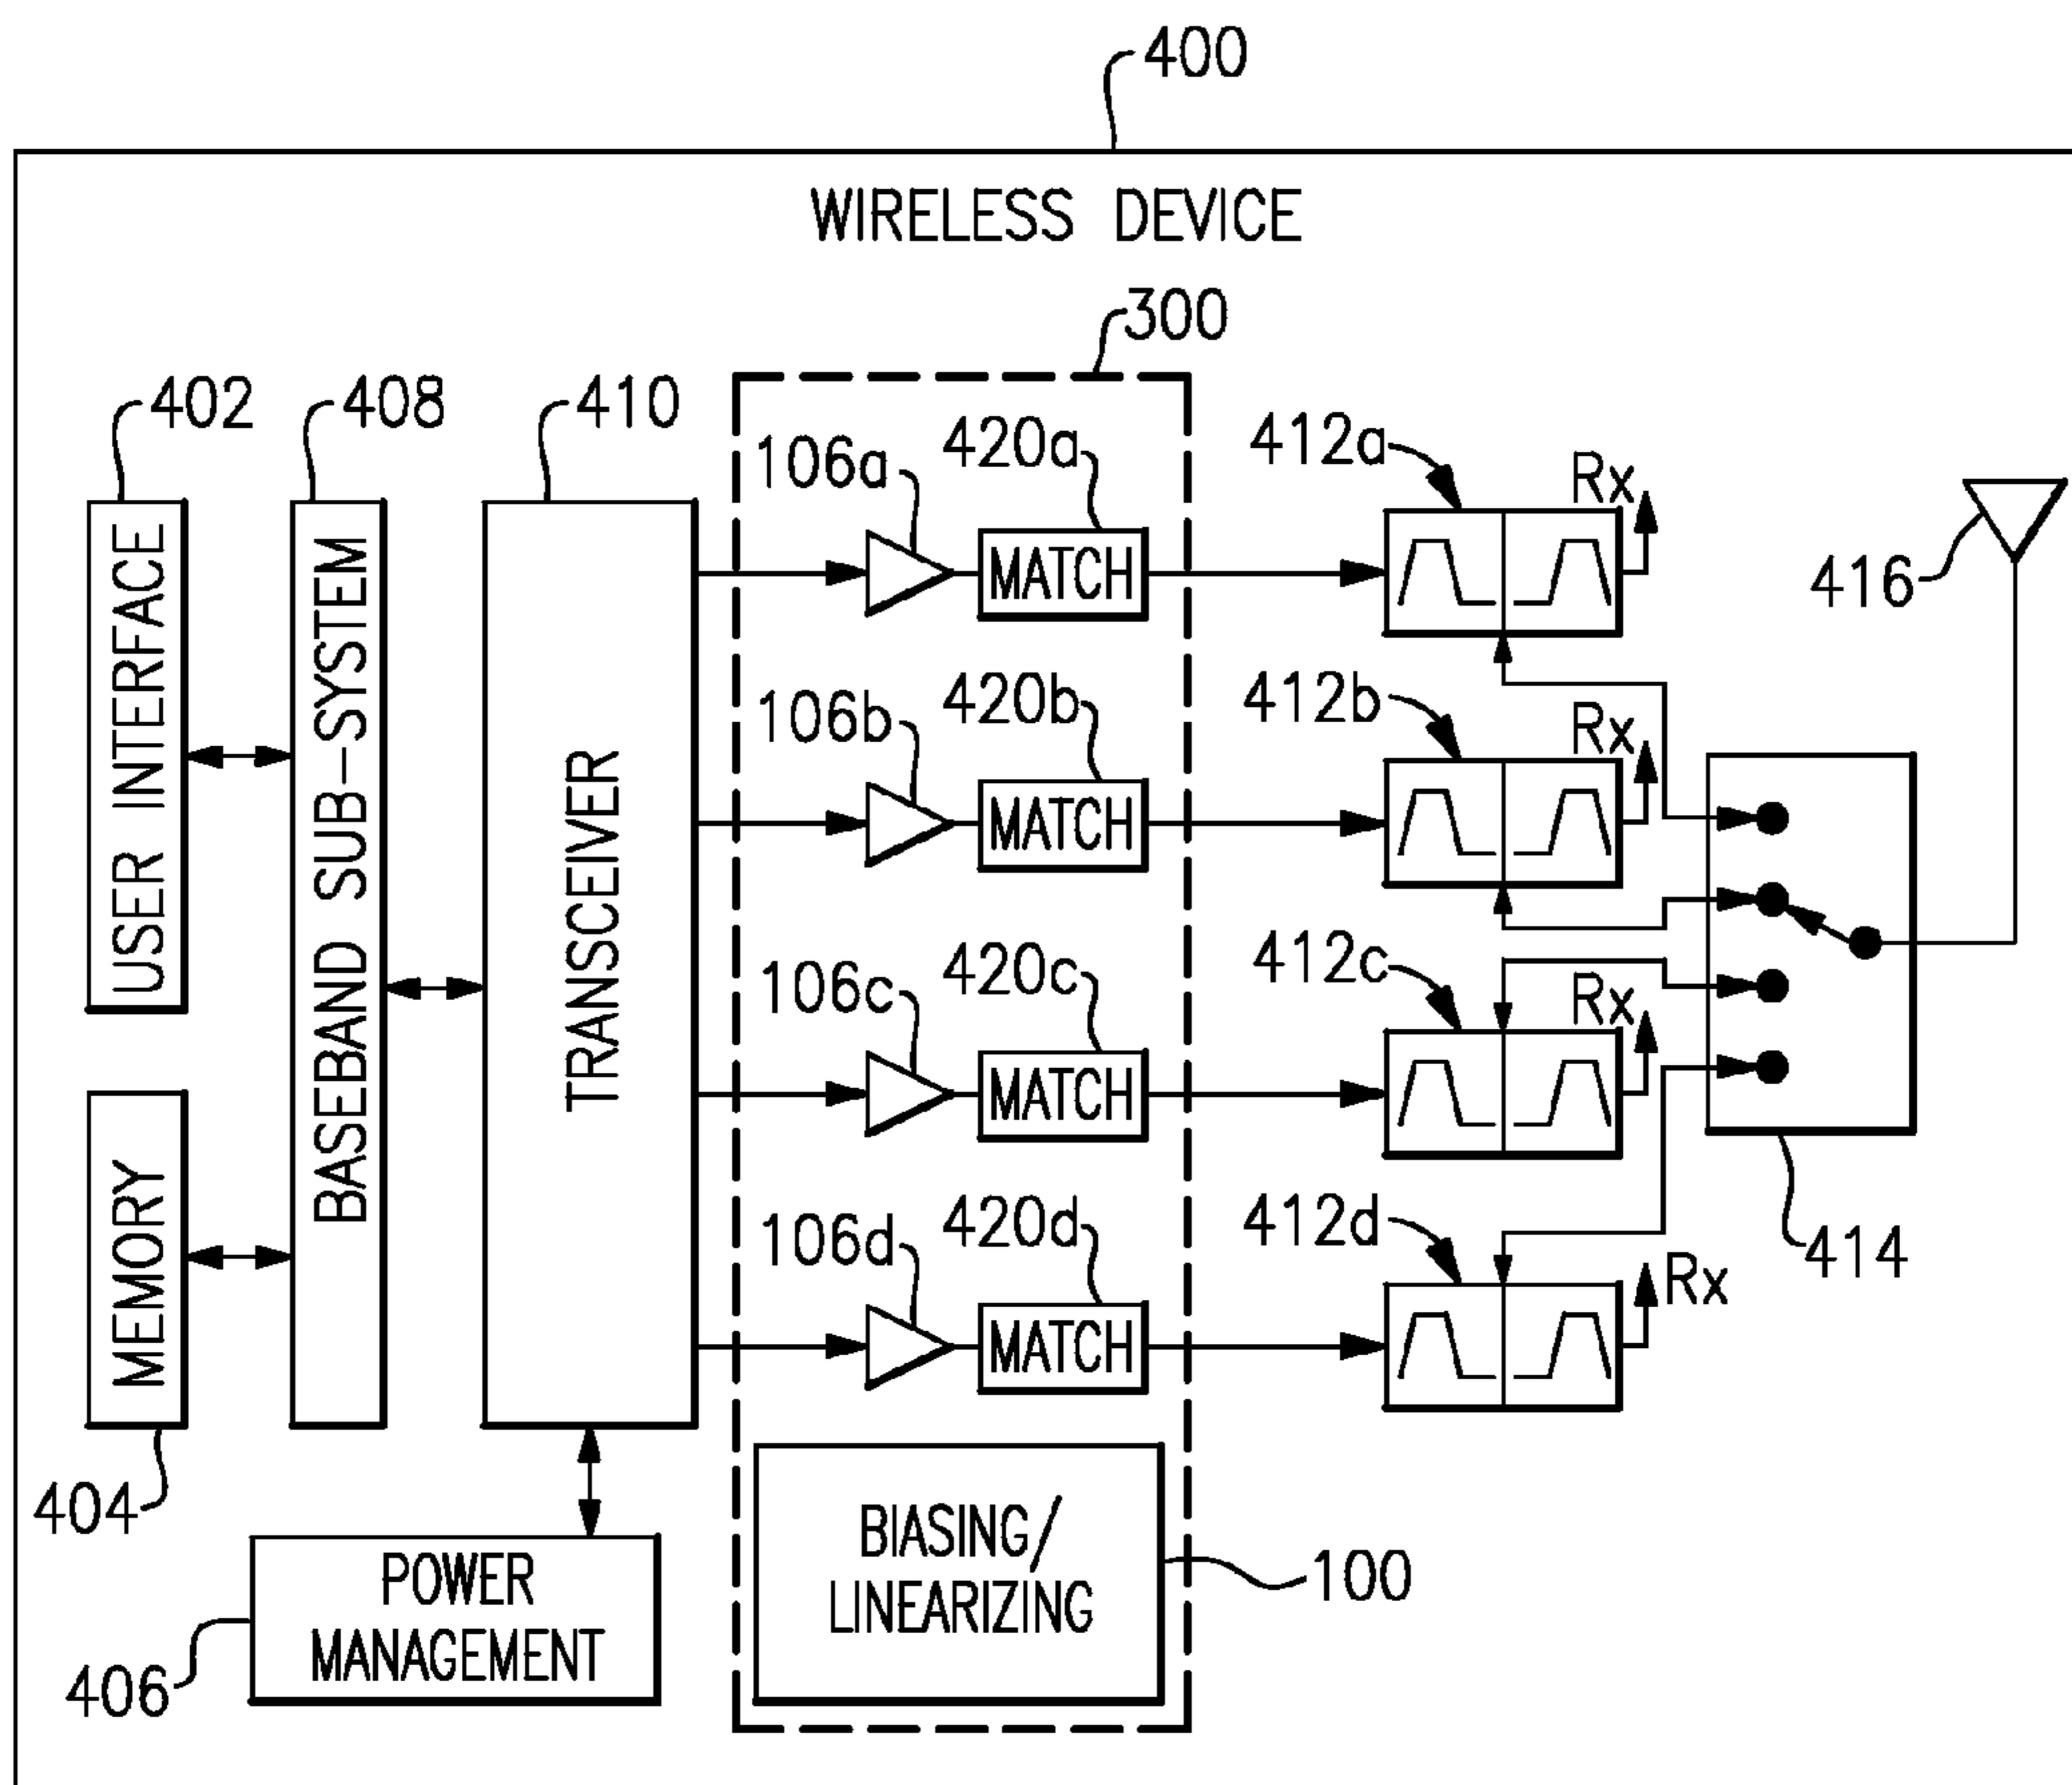 400
WIRELESS DEVICE
300
402
408
410
106a
420a
412a
Rx
MATCH
416
USER INTERFACE
BASEBAND SUB-SYSTEM
TRANSCEIVER
106b
420b
412b
Rx
MATCH
106c
420c
412c
Rx
MATCH
MEMORY
106d
420d
412d
414
Rx
MATCH
404
BIASING/
LINEARIZING
100
POWER
MANAGEMENT
406